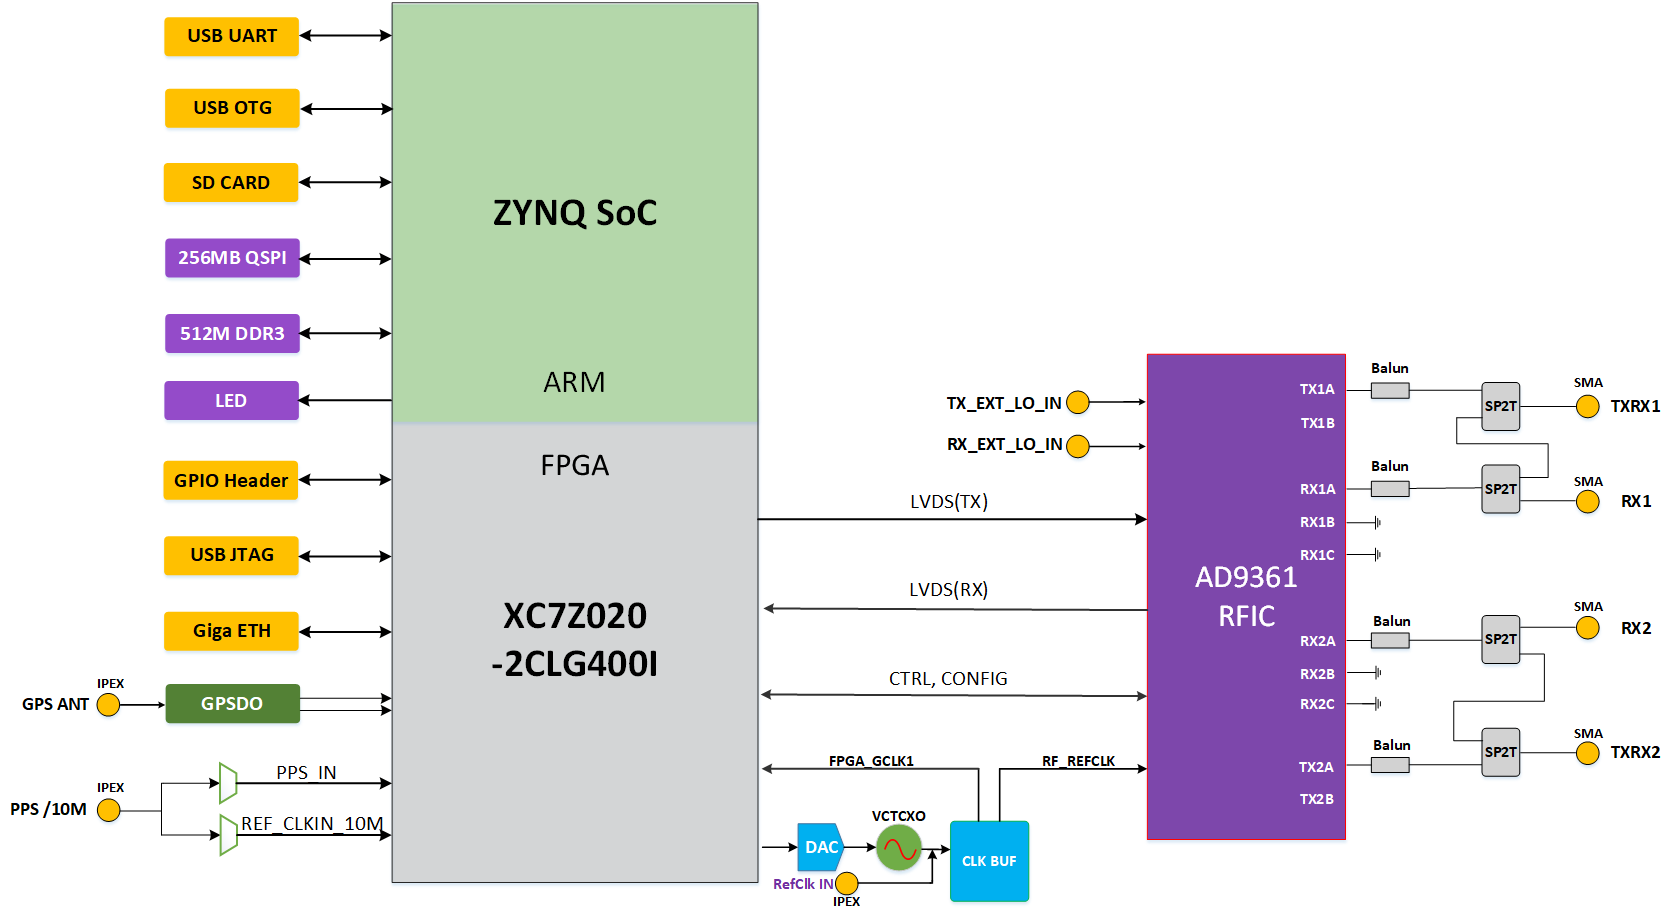 USB UART
USB OTG
SD CARD
256MB QSPI
512M DDR3
LED
GPIO Header
USB JTAG
Giga ETH
IPEX
GPS ANT
GPSDO
IPEX
PPS /10M
PPS_IN
REF_CLKIN_10M
ZYNQ SoC
ARM
FPGA
XC7Z020
-2CLG400I
TX_EXT_LO_IN
RX_EXT_LO_IN
LVDS(TX)
LVDS(RX)
CTRL, CONFIG
FPGA_GCLK1
RF_REFCLK
VCTCXO
DAC
CLK BUF
RefClk IN
IPEX
AD9361
RFIC
TX1A
TX1B
RX1A
RX1B
RX1C
RX2A
RX2B
RX2C
TX2A
TX2B
Balun
SP2T
SMA
TXRX1
Balun
SP2T
SMA
RX1
Balun
SP2T
SMA
RX2
Balun
SP2T
SMA
TXRX2